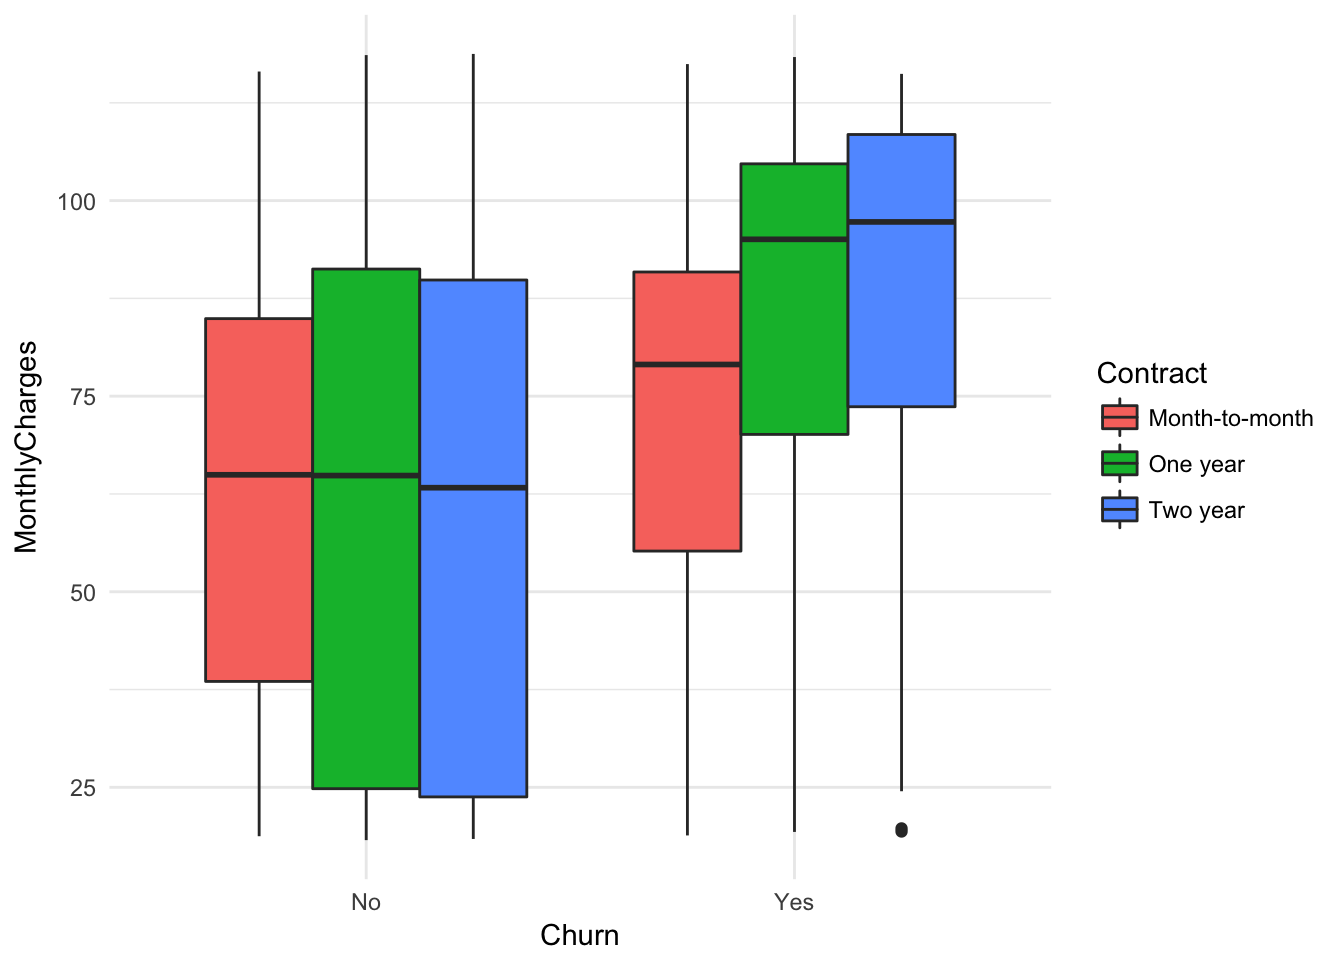 MonthlyCharges
100
75
50
25
No
Yes
Churn
Contract
Month-to-month
One year
Two year